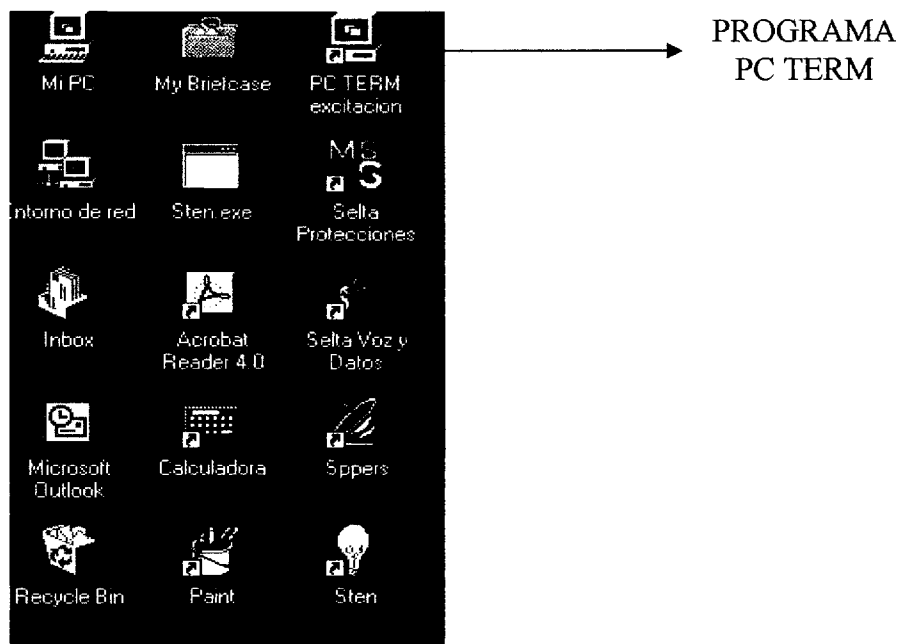 Mi PC
My Briefcase
PC TERM
excitacion
PROGRAMA
PC TERM
Entorno de red
Sten.exe
MS
Selta
Protecciones
Inbox
Acrobat
Reader 4.0
Selta Voz y
Datos
Microsoft
Outlook
Calculadora
Sppers
Recycle Bin
Paint
Sten